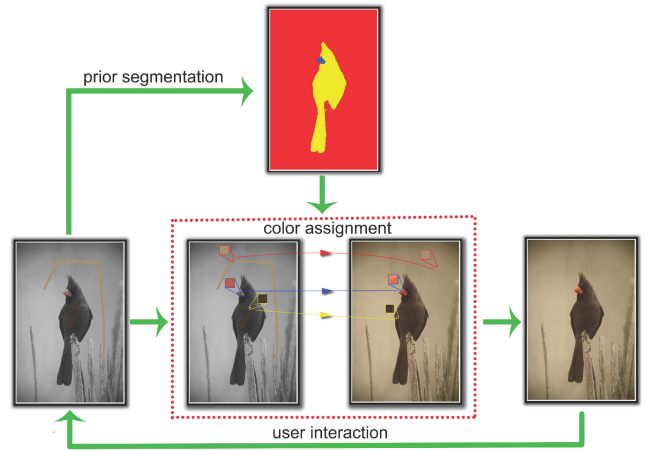 prior segmentation
color assignment
user interaction